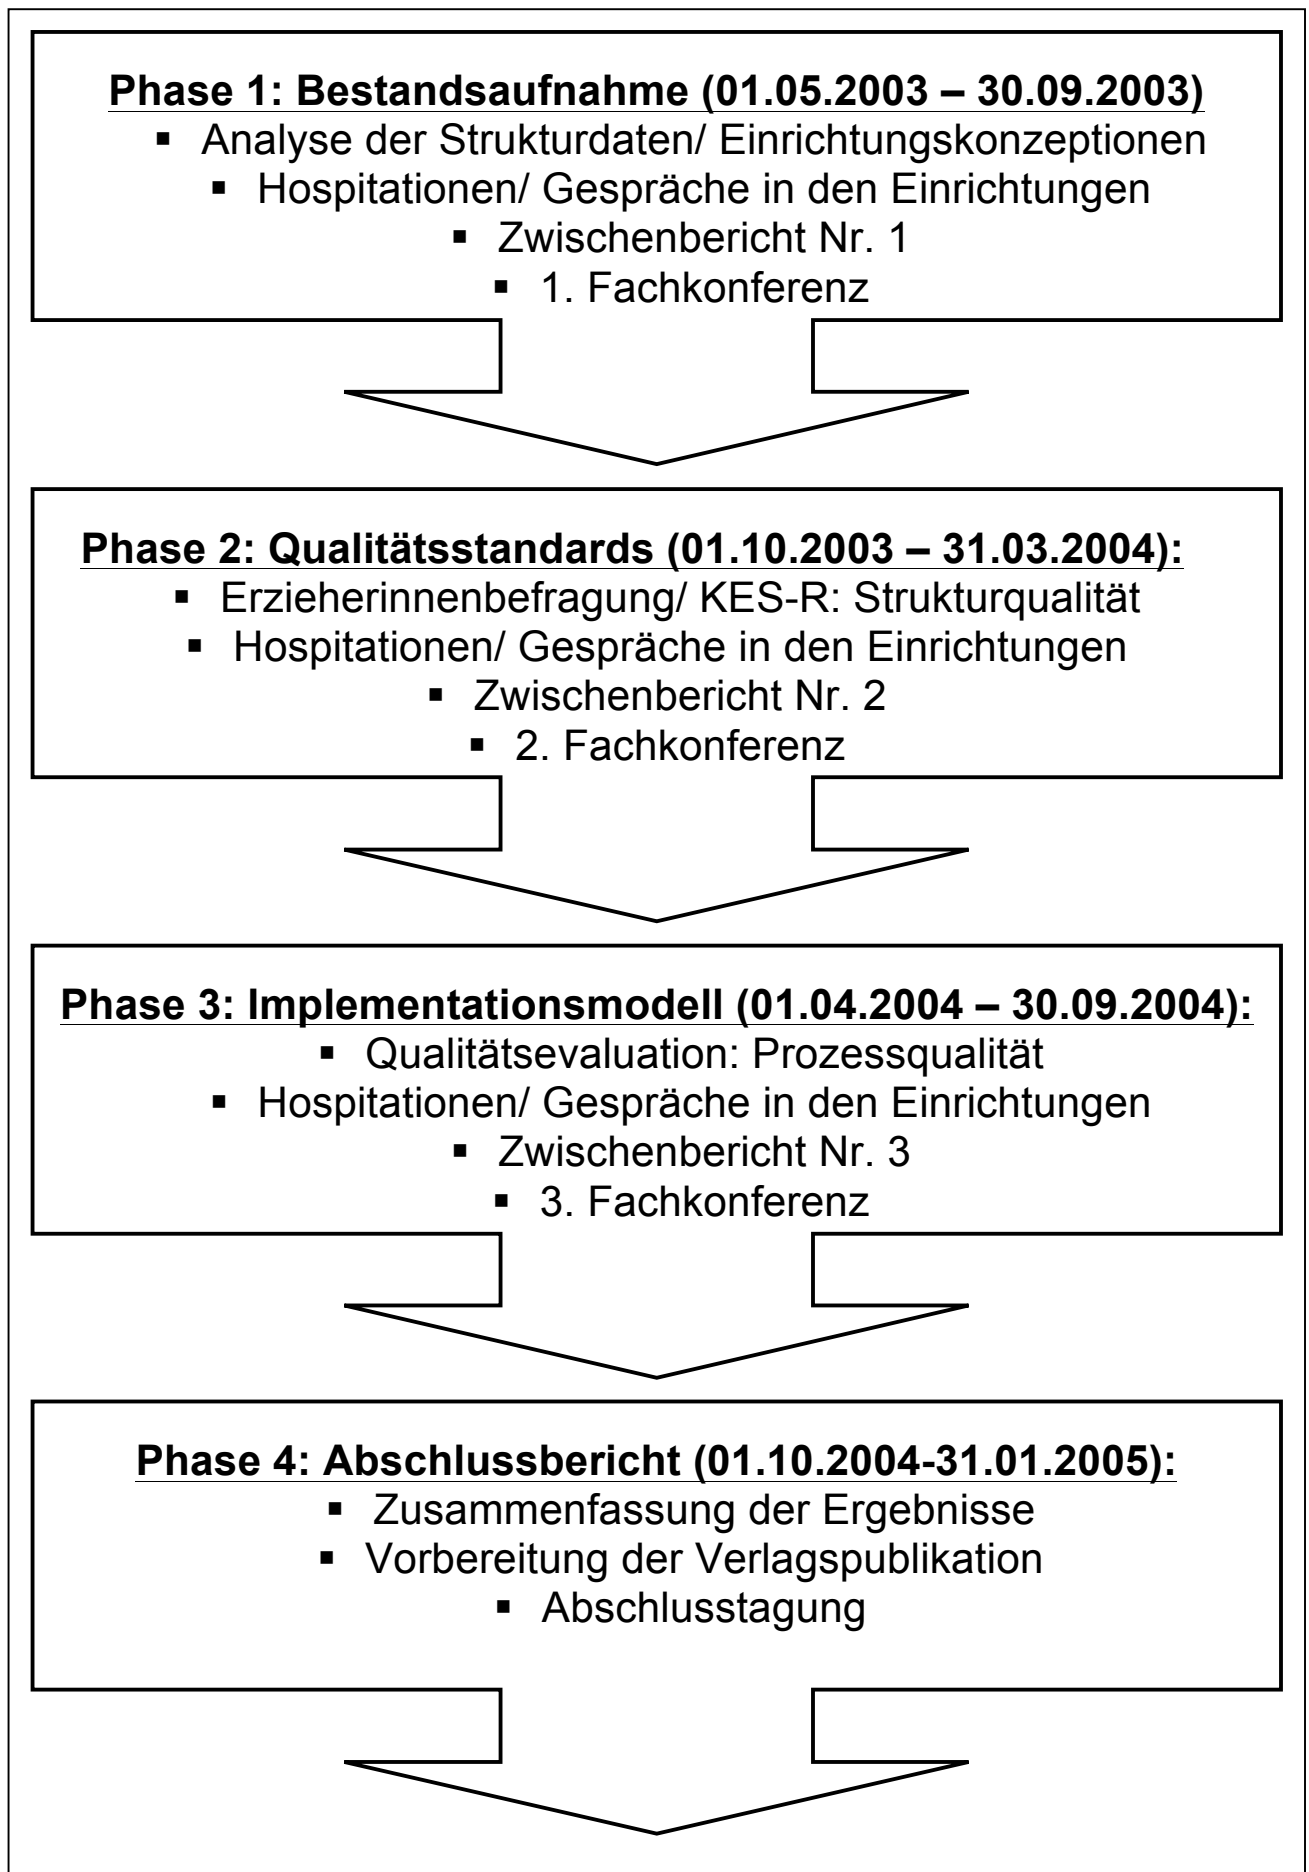 Phase 1: Bestandsaufnahme (01.05.2003 – 30.09.2003)
▪ Analyse der Strukturdaten/ Einrichtungskonzeptionen
▪ Hospitationen/ Gespräche in den Einrichtungen
▪ Zwischenbericht Nr. 1
▪ 1. Fachkonferenz
Phase 2: Qualitätsstandards (01.10.2003 – 31.03.2004):
▪ Erzieherinnenbefragung/ KES-R: Strukturqualität
▪ Hospitationen/ Gespräche in den Einrichtungen
▪ Zwischenbericht Nr. 2
▪ 2. Fachkonferenz
Phase 3: Implementationsmodell (01.04.2004 – 30.09.2004):
▪ Qualitätsevaluation: Prozessqualität
▪ Hospitationen/ Gespräche in den Einrichtungen
▪ Zwischenbericht Nr. 3
▪ 3. Fachkonferenz
Phase 4: Abschlussbericht (01.10.2004-31.01.2005):
▪ Zusammenfassung der Ergebnisse
▪ Vorbereitung der Verlagspublikation
▪ Abschlusstagung